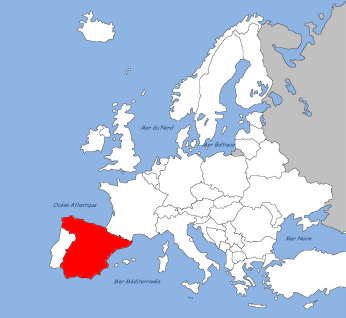 Mer du Nord
Mer Baltique
Océan Atlantique
Mer Noire
Mer Méditerranée